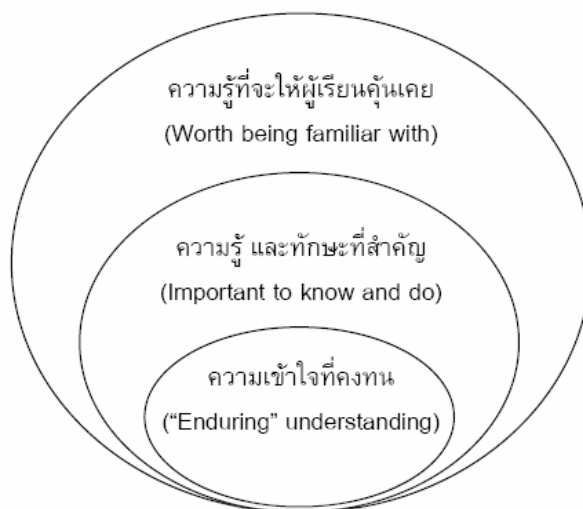 ความรู้ที่จะให้ผู้เรียนคุ้นเคย
(Worth being familiar with)
ความรู้ และทักษะที่สำคัญ
(Important to know and do)
ความเข้าใจที่คงทน
(“Enduring” understanding)